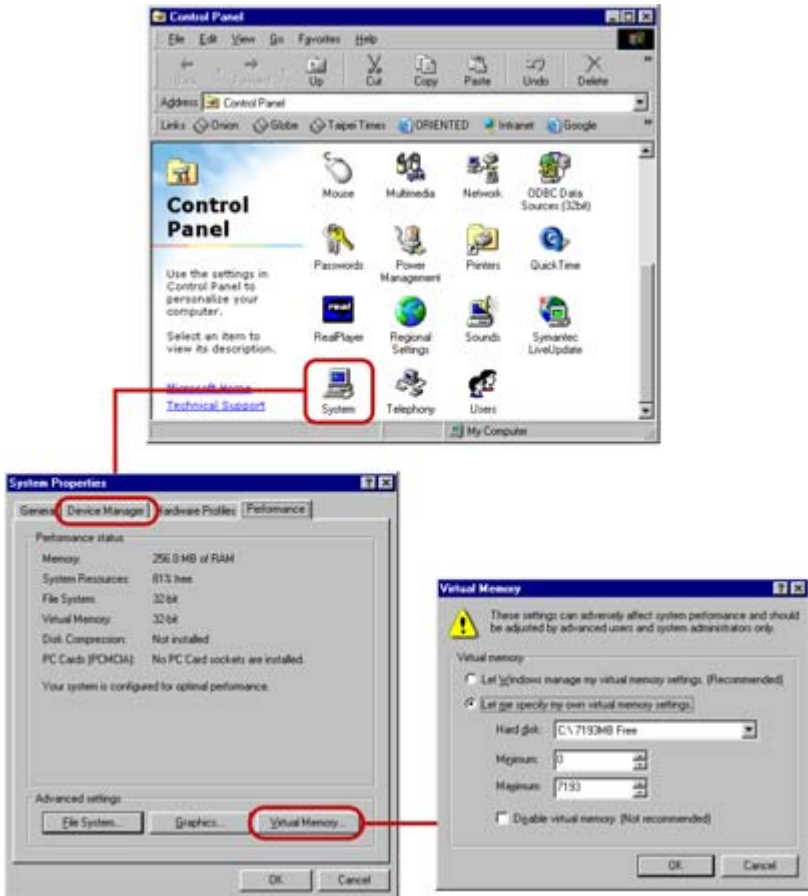 Control Panel
File Edit View Go Favorites Help
Back Forward Up Cut Copy Paste Undo Delete
Address Control Panel
Links Onion Globe Taipei Times ORIENTED Intranet Google
Control Panel
Use the settings in Control Panel to personalize your computer.
Select an item to view its description.
Microsoft Home
Technical Support
Mouse Multimedia Network ODBC Data Sources (32bit)
Passwords Power Management Printers QuickTime
real
RealPlayer Regional Settings Sounds Symantec LiveUpdate
System Telephony Users
My Computer
System Properties
General Device Manager Hardware Profiles Performance
Performance status
Memory: 256.0 MB of RAM
System Resources: 81% free
File System: 32-bit
Virtual Memory: 32-bit
Disk Compression: Not installed
PC Cards (PCMCIA): No PC Card sockets are installed.
Your system is configured for optimal performance.
Advanced settings
File System... Graphics... Virtual Memory...
OK Cancel
Virtual Memory
These settings can adversely affect system performance and should
be adjusted by advanced users and system administrators only.
Virtual memory
Let Windows manage my virtual memory settings. (Recommended)
Let me specify my own virtual memory settings.
Hard disk: C:\ 7193MB Free
Minimum: 0
Maximum: 7193
Disable virtual memory. (Not recommended)
OK Cancel